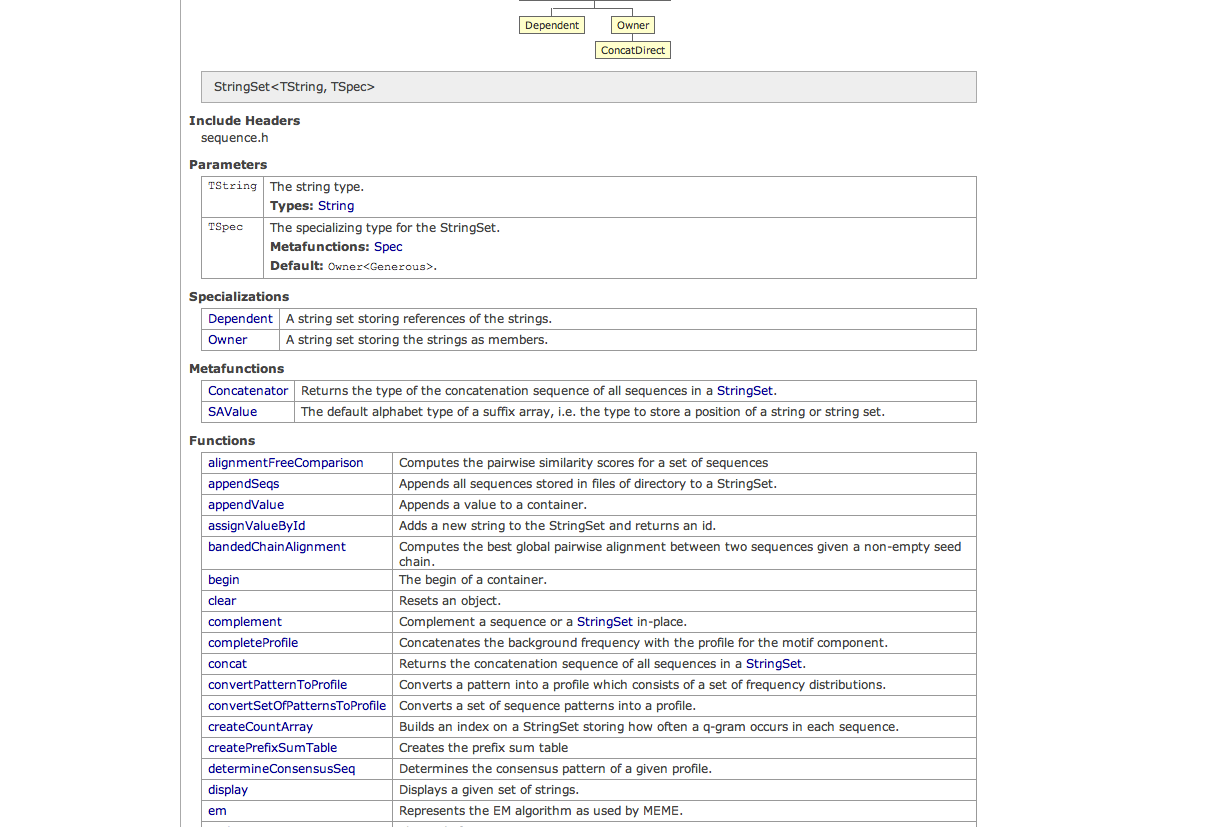 Dependent Owner
ConcatDirect
StringSet<TString, TSpec>
Include Headers
sequence.h
Parameters
TString The string type.
Types: String
TSpec The specializing type for the StringSet.
Metafunctions: Spec
Default: Owner<Generous>.
Specializations
Dependent A string set storing references of the strings.
Owner A string set storing the strings as members.
Metafunctions
Concatenator Returns the type of the concatenation sequence of all sequences in a StringSet.
SAValue The default alphabet type of a suffix array, i.e. the type to store a position of a string or string set.
Functions
alignmentFreeComparison Computes the pairwise similarity scores for a set of sequences
appendSeqs Appends all sequences stored in files of directory to a StringSet.
appendValue Appends a value to a container.
assignValueById Adds a new string to the StringSet and returns an id.
bandedChainAlignment Computes the best global pairwise alignment between two sequences given a non-empty seed
chain.
begin The begin of a container.
clear Resets an object.
complement Complement a sequence or a StringSet in-place.
completeProfile Concatenates the background frequency with the profile for the motif component.
concat Returns the concatenation sequence of all sequences in a StringSet.
convertPatternToProfile Converts a pattern into a profile which consists of a set of frequency distributions.
convertSetOfPatternsToProfile Converts a set of sequence patterns into a profile.
createCountArray Builds an index on a StringSet storing how often a q-gram occurs in each sequence.
createPrefixSumTable Creates the prefix sum table
determineConsensusSeq Determines the consensus pattern of a given profile.
display Displays a given set of strings.
em Represents the EM algorithm as used by MEME.